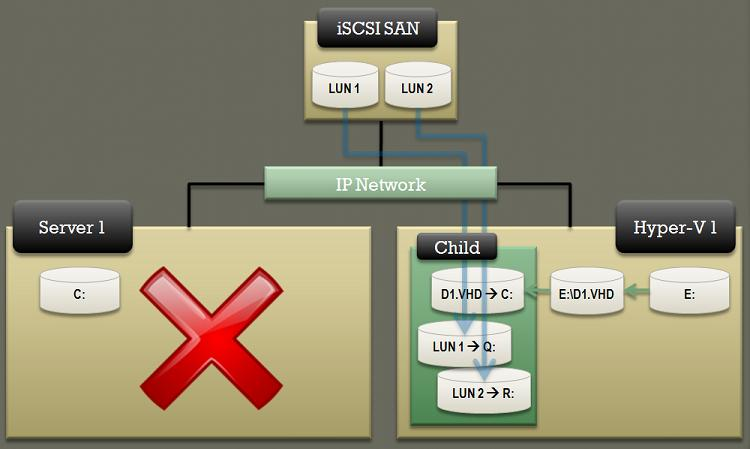 iSCSI SAN
LUN 1
LUN 2
IP Network
Server 1
Hyper-V 1
Child
C:
D1.VHD → C:
E:\D1.VHD
E:
LUN 1 → Q:
LUN 2 → R: